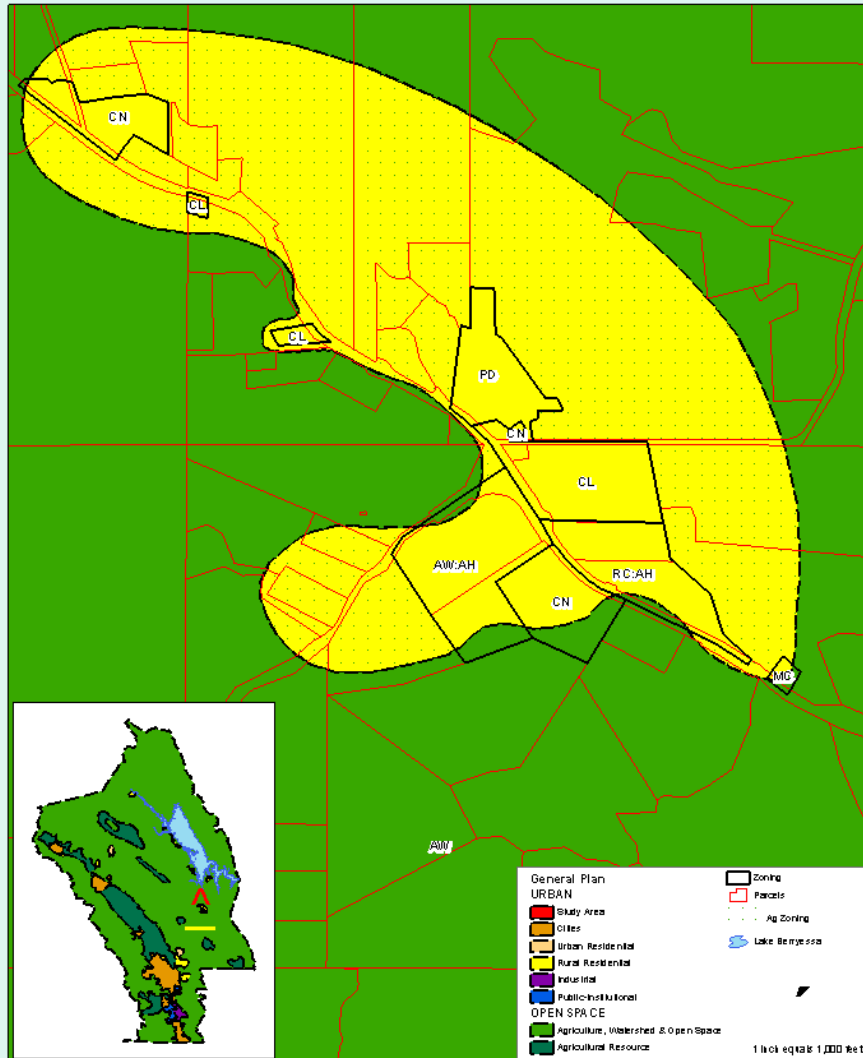 CN
CL
CL
PD
CN
CL
AW:AH
RC:AH
CN
MC
AW
General Plan
URBAN
Study Area
Cities
Urban Residential
Rural Residential
Industrial
Public-Institutional
OPEN SPACE
Agriculture, Watershed & Open Space
Agricultural Resource
Zoning
Parcels
Ag Zoning
Lake Berryessa
1 inch equals 1,000 feet